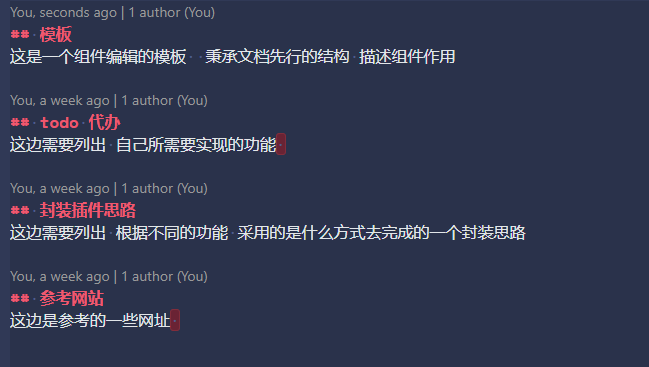 You, seconds ago | 1 author (You)
## 模板
这是一个组件编辑的模板  秉承文档先行的结构 描述组件作用
You, a week ago | 1 author (You)
## todo 代办
这边需要列出 自己所需要实现的功能
You, a week ago | 1 author (You)
## 封装插件思路
这边需要列出 根据不同的功能 采用的是什么方式去完成的一个封装思路
You, a week ago | 1 author (You)
## 参考网站
这边是参考的一些网址